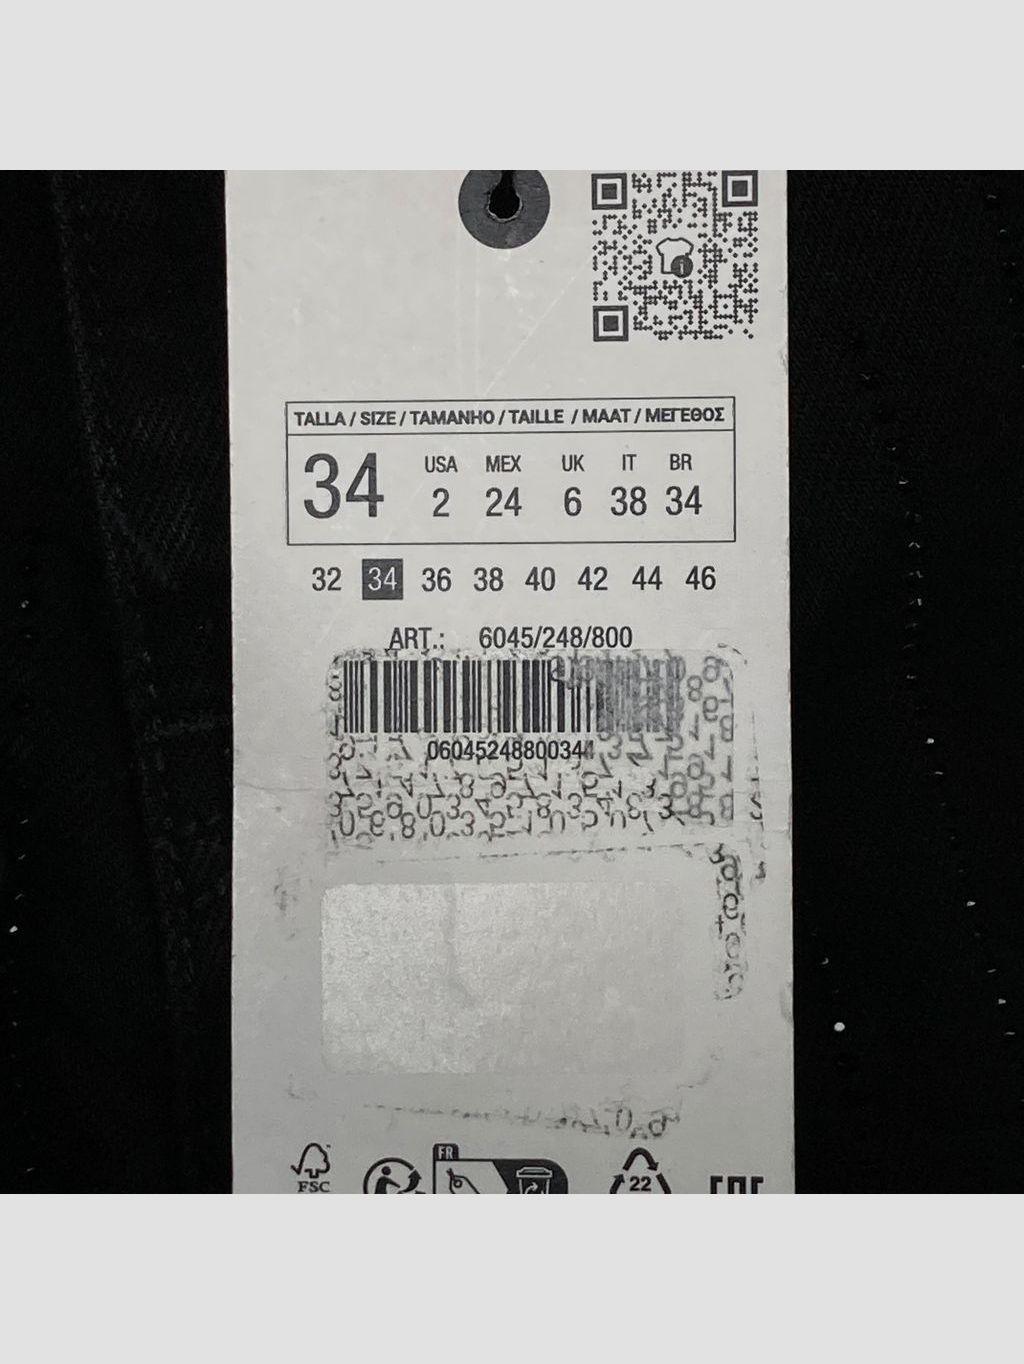 TALLA / SIZE / TAMANHO / TAILLE / MAAT / ΜΕΓΕΘΟΣ
34 USA MEX UK IT BR
2 24 6 38 34
32 34 36 38 40 42 44 46
ART.: 6045/248/800
06045248800344
FR
FSC
22